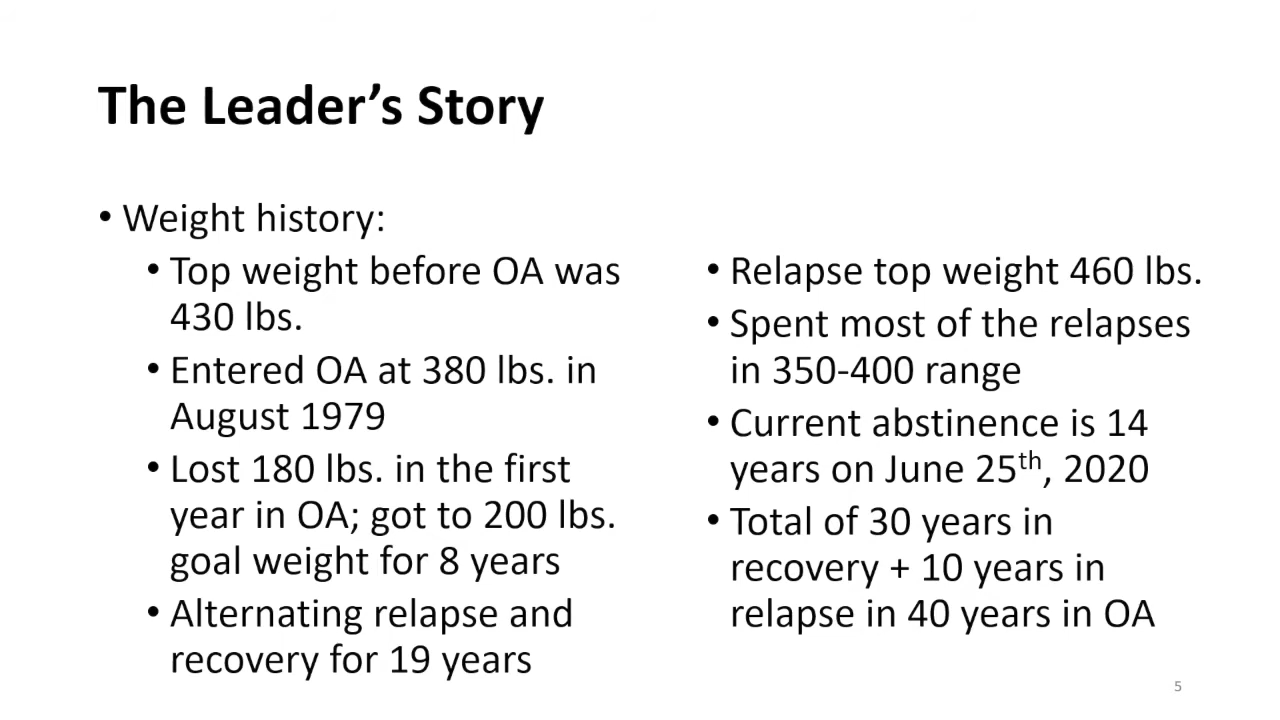 The Leader’s Story
• Weight history:
• Top weight before OA was
430 lbs.
• Entered OA at 380 lbs. in
August 1979
• Lost 180 lbs. in the first
year in OA; got to 200 lbs.
goal weight for 8 years
• Alternating relapse and
recovery for 19 years
• Relapse top weight 460 lbs.
• Spent most of the relapses
in 350-400 range
• Current abstinence is 14
years on June 25th, 2020
• Total of 30 years in
recovery + 10 years in
relapse in 40 years in OA
5